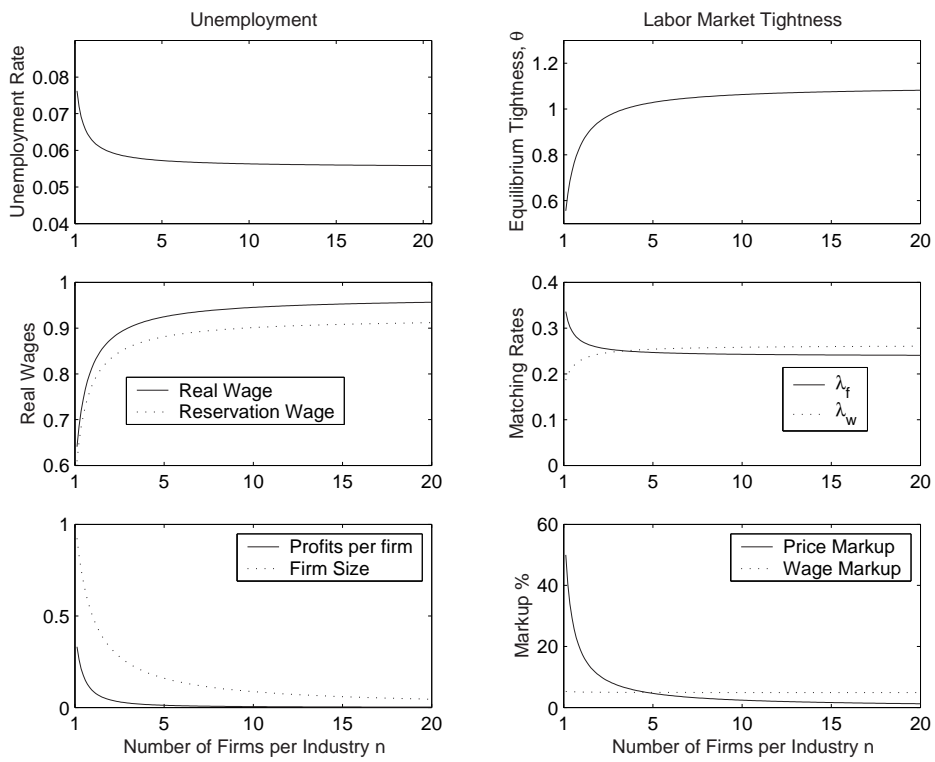 Unemployment
Unemployment Rate
0.08
0.07
0.06
0.05
0.04
1 5 10 15 20
Labor Market Tightness
Equilibrium Tightness, θ
1.2
1
0.8
0.6
1 5 10 15 20
Real Wages
1
0.9
0.8
0.7
0.6
Real Wage
Reservation Wage
1 5 10 15 20
Matching Rates
0.4
0.3
0.2
0.1
0
λf
λw
1 5 10 15 20
1
0.5
0
Profits per firm
Firm Size
1 5 10 15 20
Number of Firms per Industry n
Markup %
60
40
20
0
Price Markup
Wage Markup
1 5 10 15 20
Number of Firms per Industry n